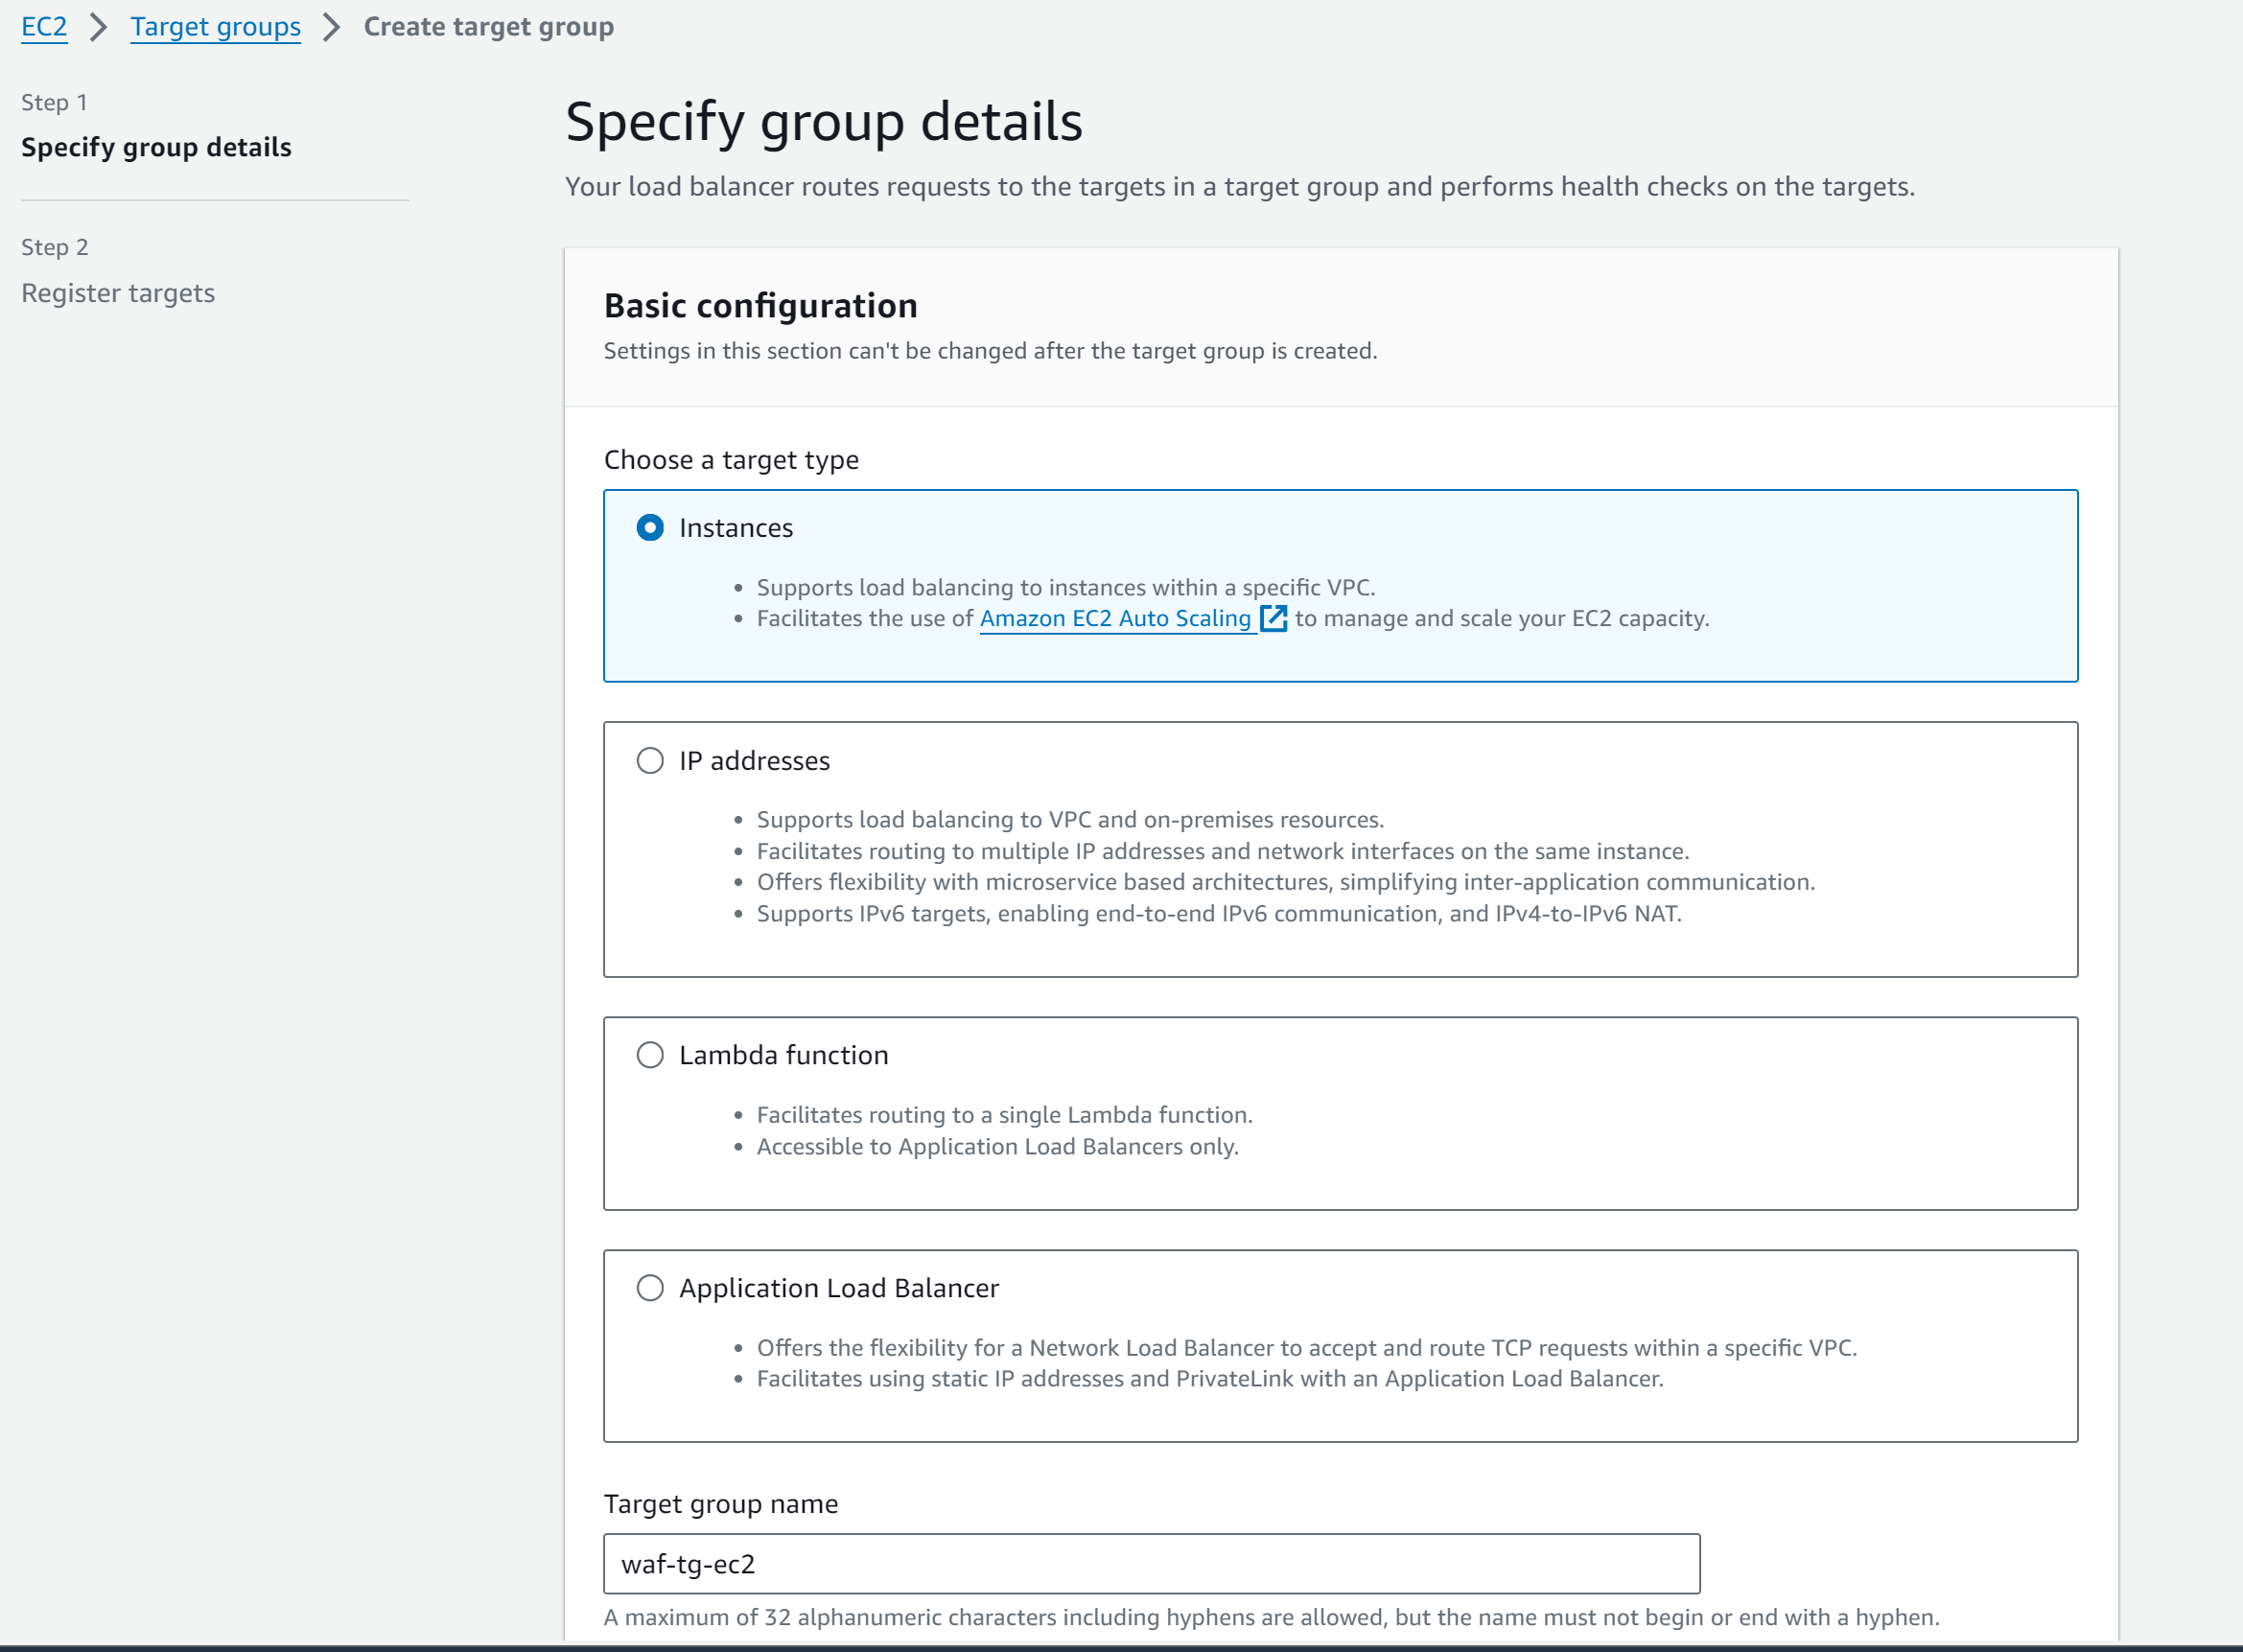 EC2 > Target groups > Create target group
Step 1
Specify group details
Step 2
Register targets
Specify group details
Your load balancer routes requests to the targets in a target group and performs health checks on the targets.
Basic configuration
Settings in this section can't be changed after the target group is created.
Choose a target type
Instances
• Supports load balancing to instances within a specific VPC.
• Facilitates the use of Amazon EC2 Auto Scaling to manage and scale your EC2 capacity.
IP addresses
• Supports load balancing to VPC and on-premises resources.
• Facilitates routing to multiple IP addresses and network interfaces on the same instance.
• Offers flexibility with microservice based architectures, simplifying inter-application communication.
• Supports IPv6 targets, enabling end-to-end IPv6 communication, and IPv4-to-IPv6 NAT.
Lambda function
• Facilitates routing to a single Lambda function.
• Accessible to Application Load Balancers only.
Application Load Balancer
• Offers the flexibility for a Network Load Balancer to accept and route TCP requests within a specific VPC.
• Facilitates using static IP addresses and PrivateLink with an Application Load Balancer.
Target group name
waf-tg-ec2
A maximum of 32 alphanumeric characters including hyphens are allowed, but the name must not begin or end with a hyphen.